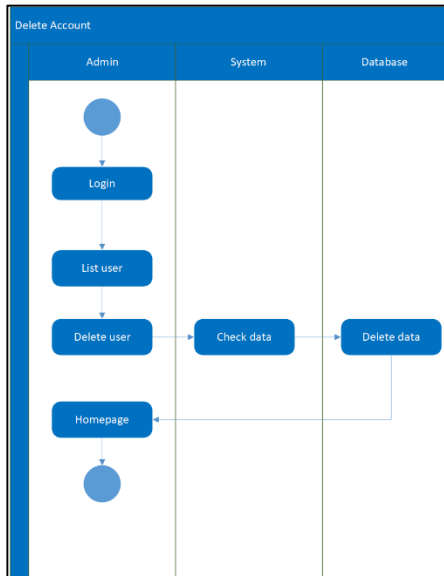 Delete Account
Admin
System
Database
Login
List user
Delete user
Check data
Delete data
Homepage